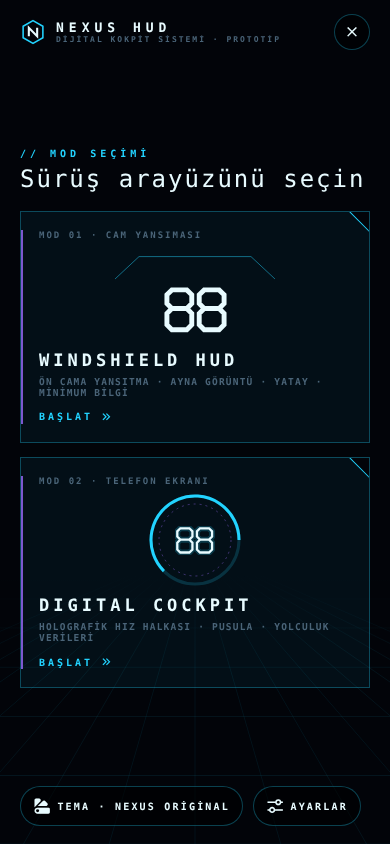 NEXUS HUD
DİJİTAL KOKPİT SİSTEMİ · PROTOTİP
// MOD SEÇİMİ
Sürüş arayüzünü seçin
MOD 01 · CAM YANSIMASI
88
WINDSHIELD HUD
ÖN CAMA YANSITMA · AYNA GÖRÜNTÜ · YATAY ·
MİNİMUM BİLGİ
BAŞLAT »
MOD 02 · TELEFON EKRANI
88
DIGITAL COCKPIT
HOLOGRAFİK HIZ HALKASI · PUSULA · YOLCULUK
VERİLERİ
BAŞLAT »
TEMA · NEXUS ORİGİNAL
AYARLAR